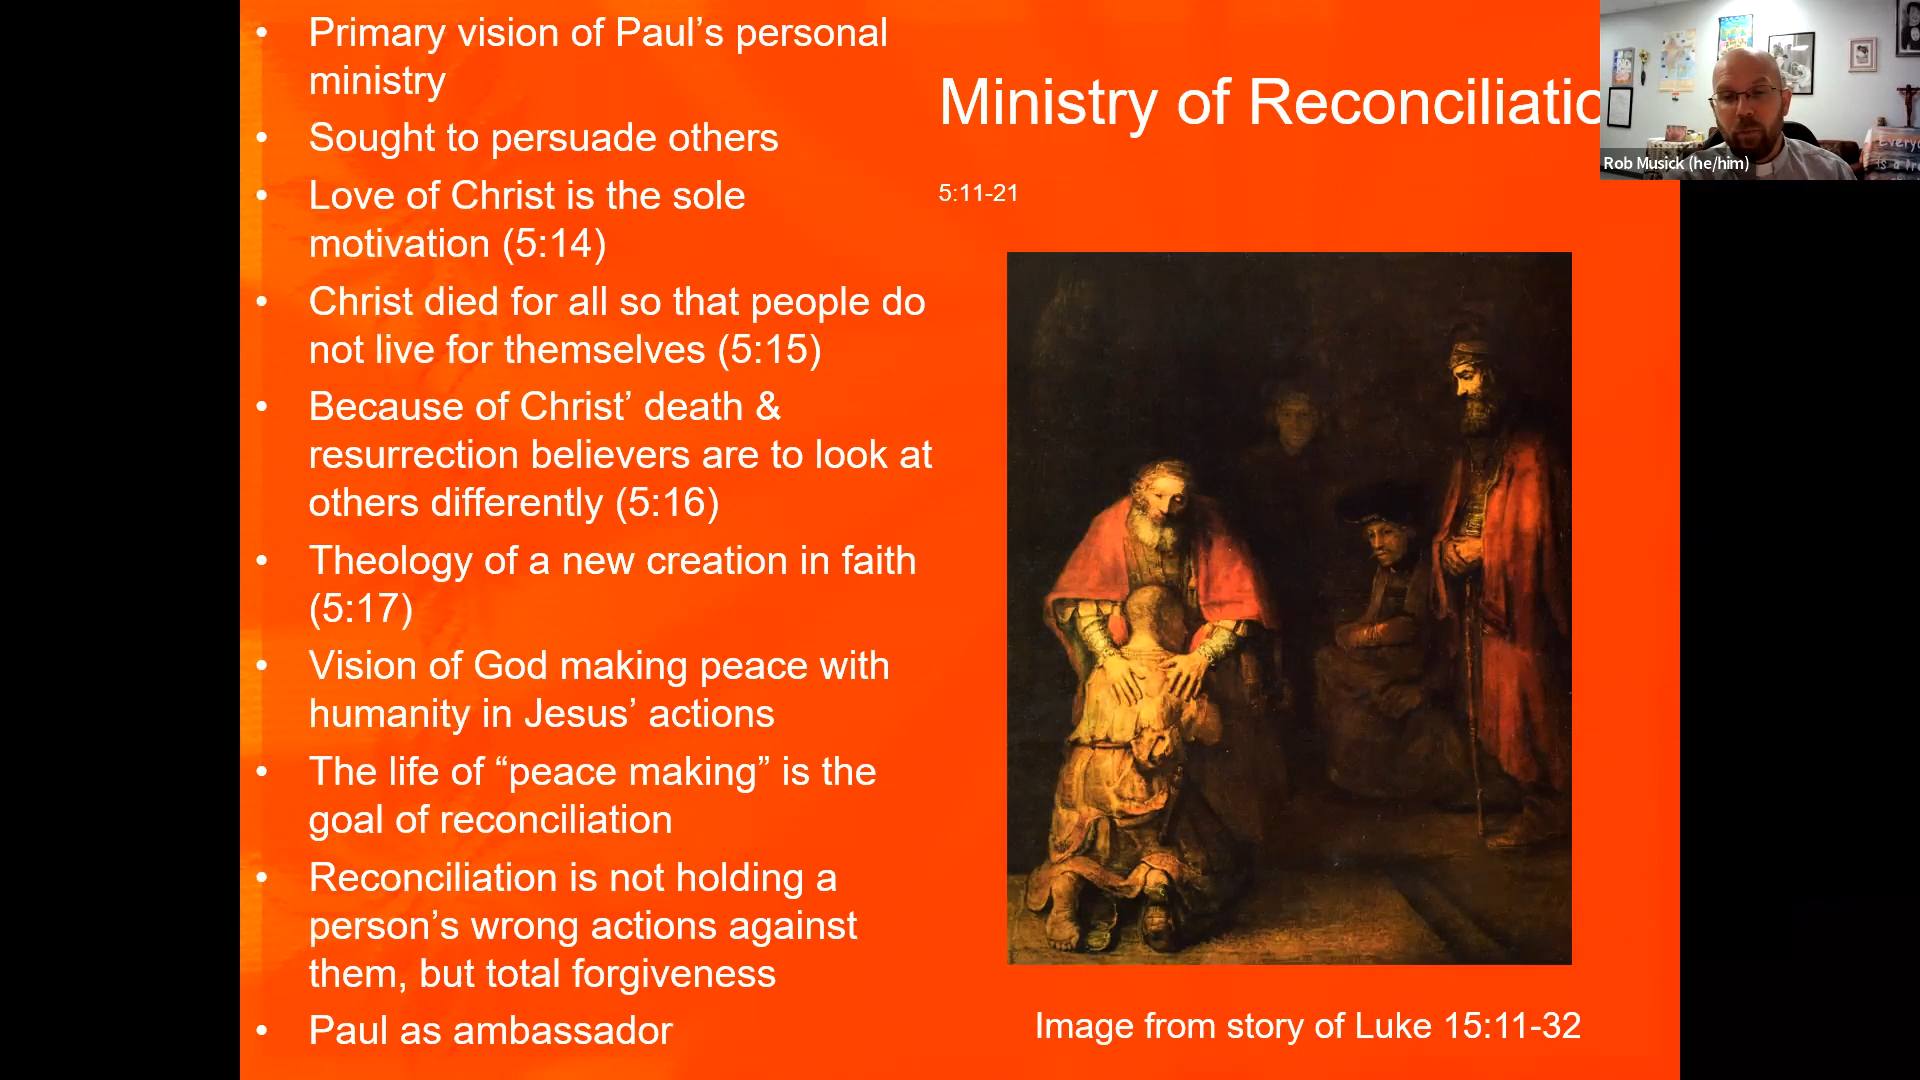 • Primary vision of Paul’s personal
ministry
• Sought to persuade others
• Love of Christ is the sole
motivation (5:14)
• Christ died for all so that people do
not live for themselves (5:15)
• Because of Christ’ death &
resurrection believers are to look at
others differently (5:16)
• Theology of a new creation in faith
(5:17)
• Vision of God making peace with
humanity in Jesus’ actions
• The life of “peace making” is the
goal of reconciliation
• Reconciliation is not holding a
person’s wrong actions against
them, but total forgiveness
• Paul as ambassador
Ministry of Reconciliatio
5:11-21
Image from story of Luke 15:11-32
Rob Musick (he/him)
is a